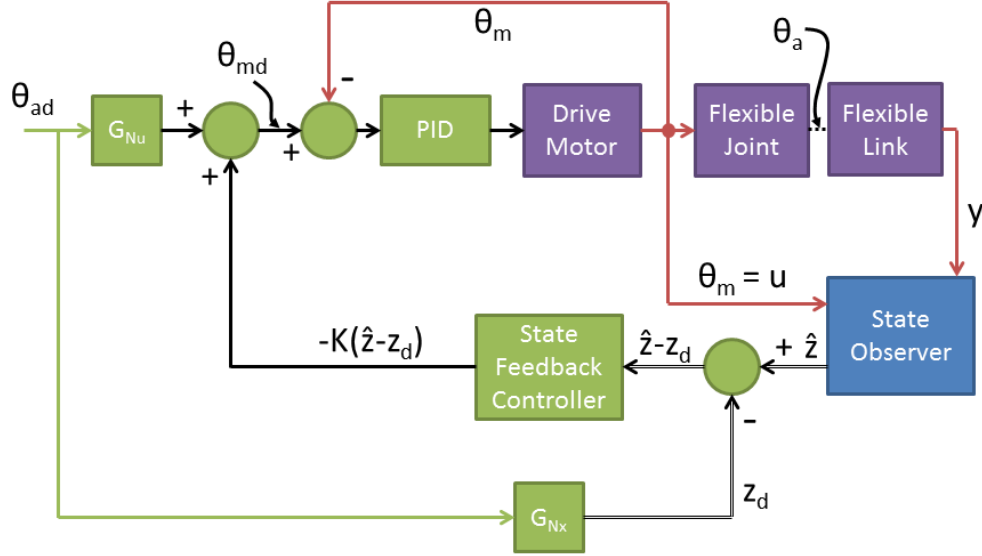 θm
θa
θmd
θad
GNu
+
-
PID
Drive
Motor
Flexible
Joint
Flexible
Link
+
+
y
θm = u
State
Observer
-K(ẑ-zd)
State
Feedback
Controller
ẑ-zd
+ ẑ
-
zd
GNx